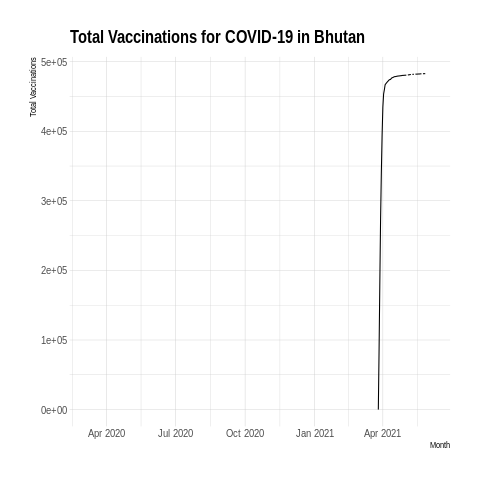 Total Vaccinations for COVID-19 in Bhutan
Total Vaccinations
5e+05
4e+05
3e+05
2e+05
1e+05
0e+00
Apr 2020 Jul 2020 Oct 2020 Jan 2021 Apr 2021
Month